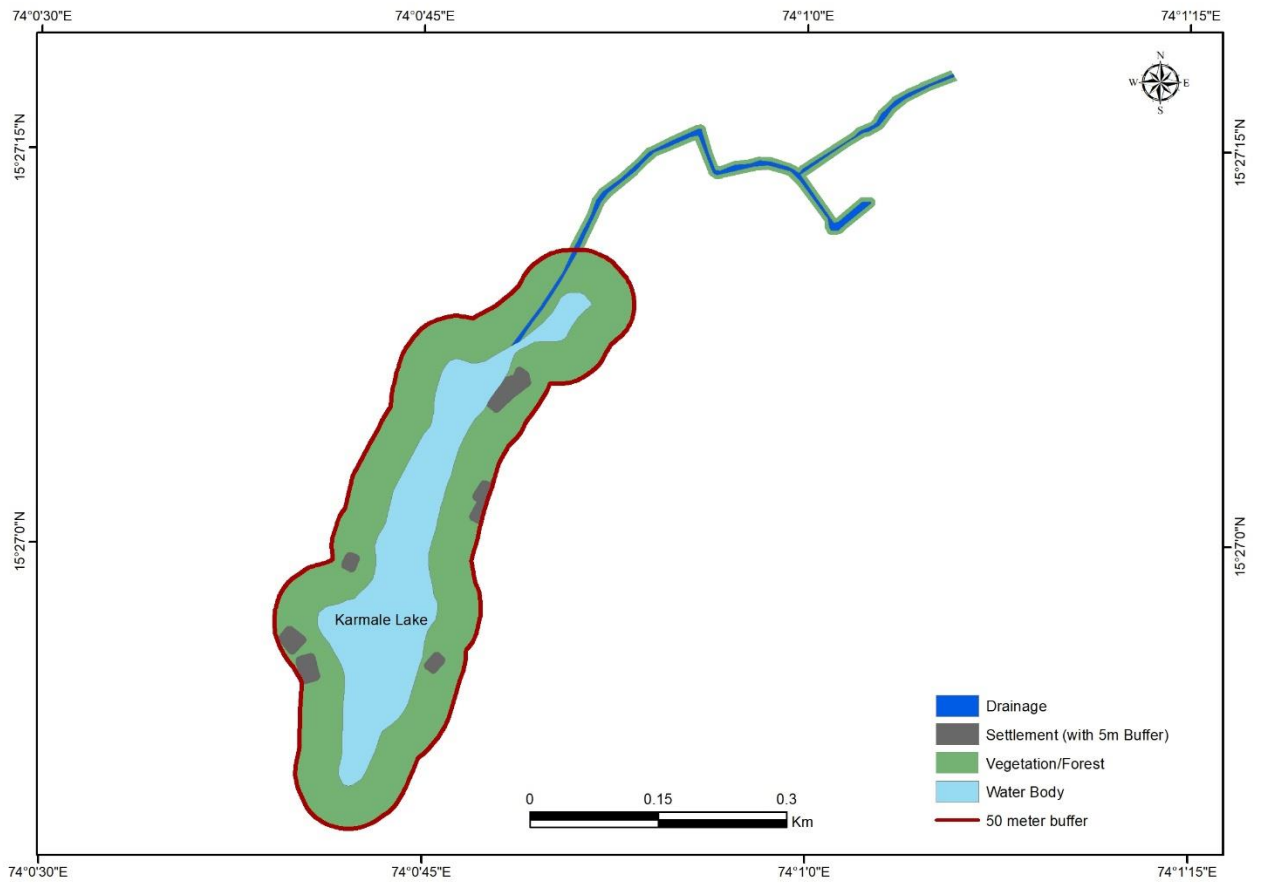 74°0'30"E 74°0'45"E 74°1'0"E 74°1'15"E
N
W E
S
15°27'15"N 15°27'15"N
15°27'0"N 15°27'0"N
Karmale Lake
Drainage
Settlement (with 5m Buffer)
Vegetation/Forest
Water Body
50 meter buffer
0 0.15 0.3
Km
74°0'30"E 74°0'45"E 74°1'0"E 74°1'15"E